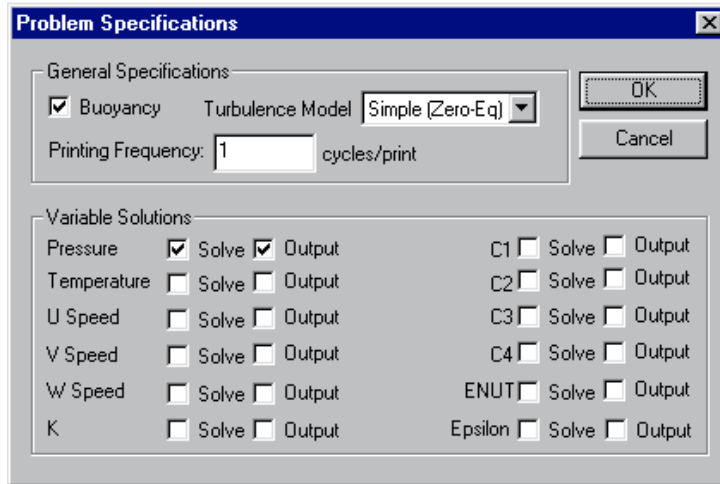 Problem Specifications
General Specifications
Buoyancy Turbulence Model Simple (Zero-Eq)
Printing Frequency: 1 cycles/print
OK
Cancel
Variable Solutions
Pressure Solve Output C1 Solve Output
Temperature Solve Output C2 Solve Output
U Speed Solve Output C3 Solve Output
V Speed Solve Output C4 Solve Output
W Speed Solve Output ENUT Solve Output
K Solve Output Epsilon Solve Output